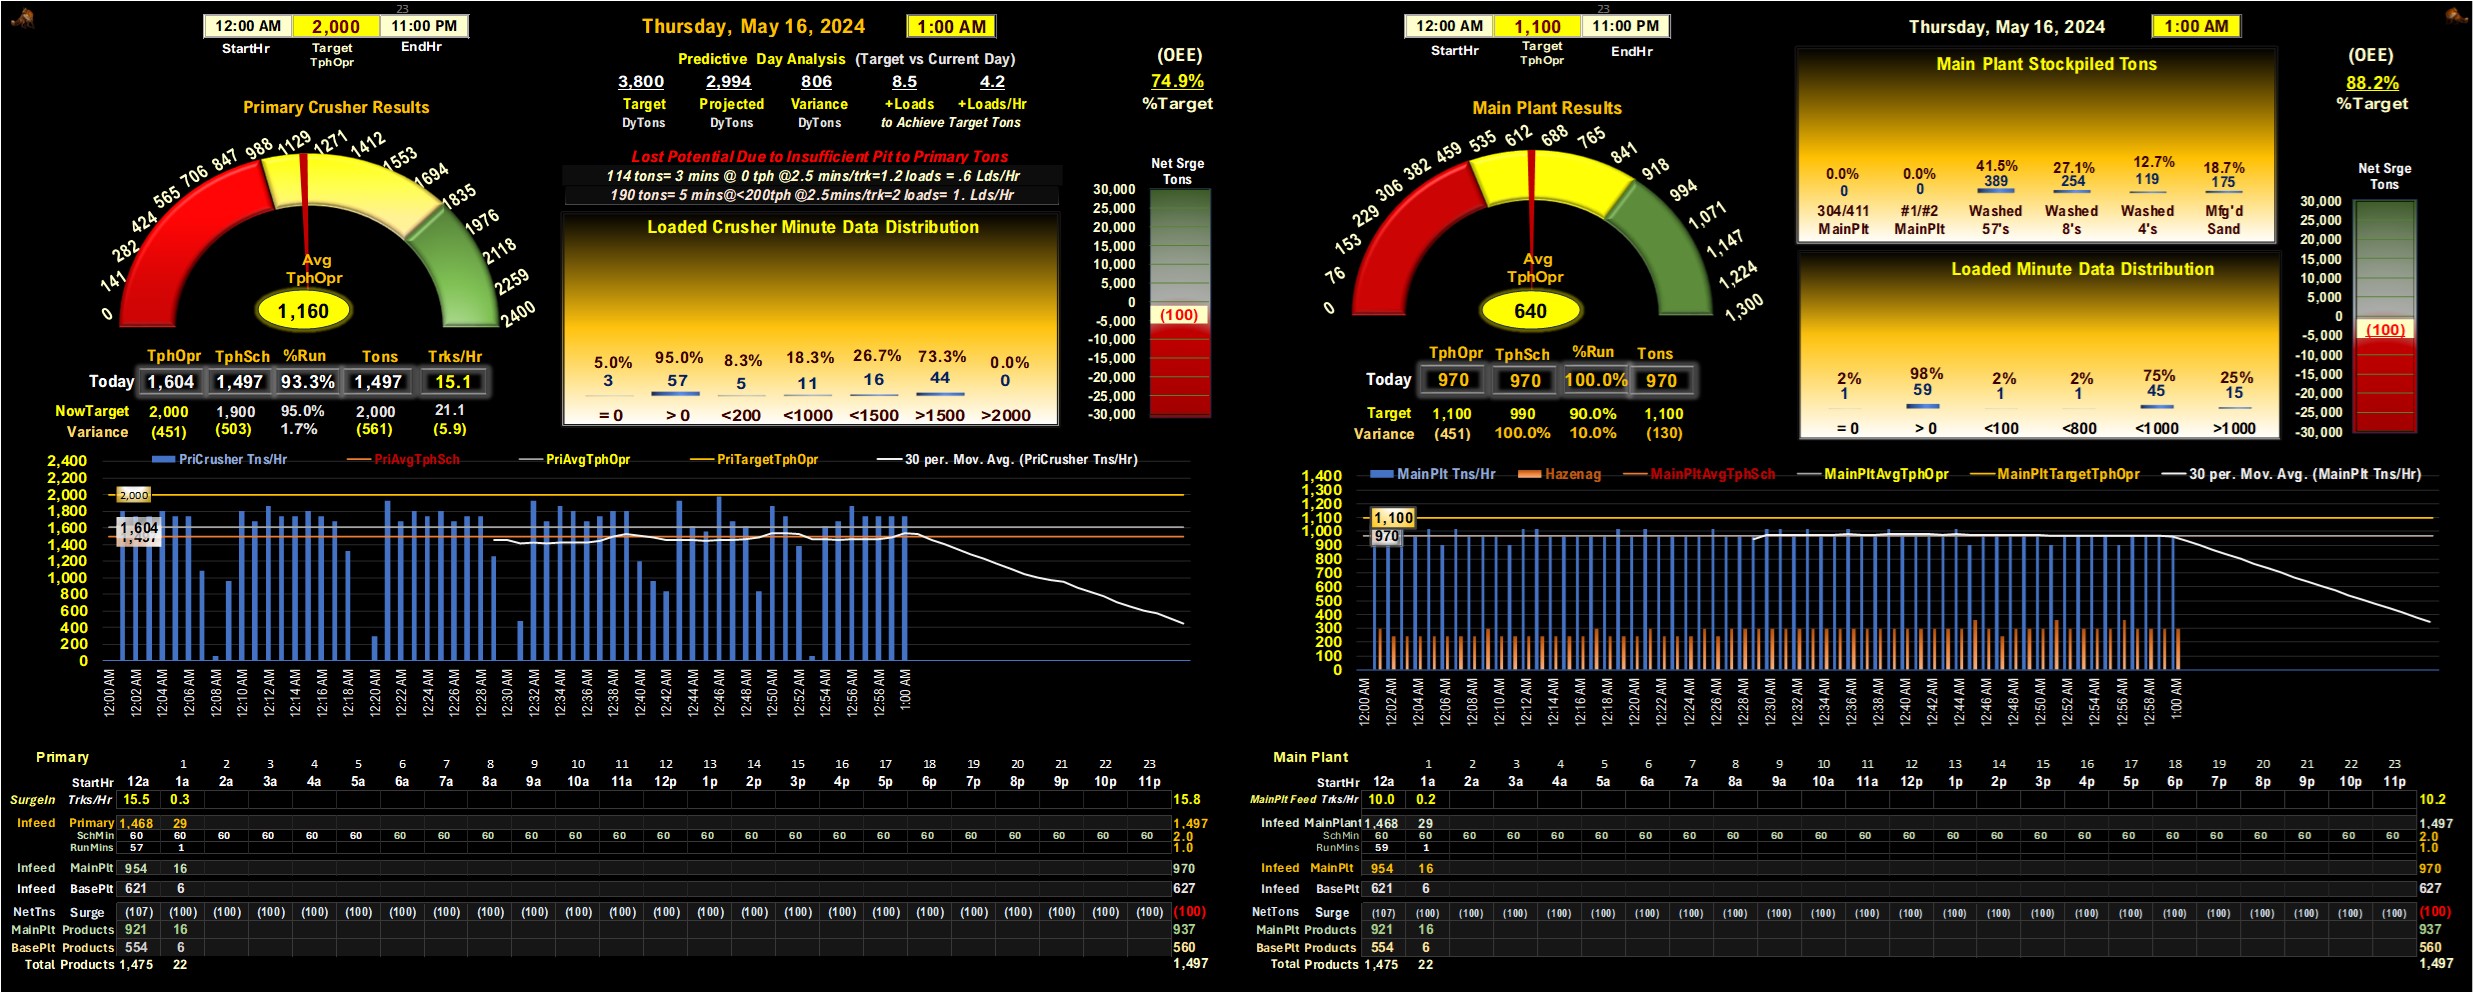 23
12:00 AM 2,000 11:00 PM
StartHr Target TphOpr EndHr
Thursday, May 16, 2024 1:00 AM
Predictive Day Analysis (Target vs Current Day)
3,800 2,994 806 8.5 4.2
Target Projected Variance +Loads +Loads/Hr
DyTons DyTons DyTons to Achieve Target Tons
(OEE)
74.9%
%Target
Primary Crusher Results
0 141 282 424 565 706 847 988 1129 1271 1412 1553 1694 1835 1976 2118 2259 2400
Avg
TphOpr
1,160
Lost Potential Due to Insufficient Pit to Primary Tons
114 tons= 3 mins @ 0 tph @2.5 mins/trk=1.2 loads = .6 Lds/Hr
190 tons= 5 mins@<200tph @2.5mins/trk=2 loads= 1. Lds/Hr
Loaded Crusher Minute Data Distribution
5.0% 95.0% 8.3% 18.3% 26.7% 73.3% 0.0%
3 57 5 11 16 44 0
= 0 > 0 <200 <1000 <1500 >1500 >2000
Net Srge
Tons
30,000
25,000
20,000
15,000
10,000
5,000
0
-5,000
-10,000
-15,000
-20,000
-25,000
-30,000
(100)
TphOpr TphSch %Run Tons Trks/Hr
Today 1,604 1,497 93.3% 1,497 15.1
NowTarget 2,000 1,900 95.0% 2,000 21.1
Variance (451) (503) 1.7% (561) (5.9)
PriCrusher Tns/Hr PriAvgTphSch PriAvgTphOpr PriTargetTphOpr 30 per. Mov. Avg. (PriCrusher Tns/Hr)
2,400
2,200
2,000
1,800
1,600
1,400
1,200
1,000
800
600
400
200
0
2,000
1,604
1,497
12:00 AM 12:02 AM 12:04 AM 12:06 AM 12:08 AM 12:10 AM 12:12 AM 12:14 AM 12:16 AM 12:18 AM 12:20 AM 12:22 AM 12:24 AM 12:26 AM 12:28 AM 12:30 AM 12:32 AM 12:34 AM 12:36 AM 12:38 AM 12:40 AM 12:42 AM 12:44 AM 12:46 AM 12:48 AM 12:50 AM 12:52 AM 12:54 AM 12:56 AM 12:58 AM 1:00 AM
Primary
1 2 3 4 5 6 7 8 9 10 11 12 13 14 15 16 17 18 19 20 21 22 23
StartHr 12a 1a 2a 3a 4a 5a 6a 7a 8a 9a 10a 11a 12p 1p 2p 3p 4p 5p 6p 7p 8p 9p 10p 11p
SurgeIn Trks/Hr 15.5 0.3 15.8
Infeed Primary 1,468 29 1,497
SchMin 60 60 60 60 60 60 60 60 60 60 60 60 60 60 60 60 60 60 60 60 60 60 60 60 2.0
RunMins 57 1 1.0
Infeed MainPlt 954 16 970
Infeed BasePlt 621 6 627
NetTns Surge (107) (100) (100) (100) (100) (100) (100) (100) (100) (100) (100) (100) (100) (100) (100) (100) (100) (100) (100) (100) (100) (100) (100) (100) (100)
MainPlt Products 921 16 937
BasePlt Products 554 6 560
Total Products 1,475 22 1,497
23
12:00 AM 1,100 11:00 PM
StartHr Target TphOpr EndHr
Thursday, May 16, 2024 1:00 AM
(OEE)
88.2%
%Target
Main Plant Results
0 76 153 229 306 382 459 535 612 688 765 841 918 994 1,071 1,147 1,224 1,300
Avg
TphOpr
640
Main Plant Stockpiled Tons
0.0% 0.0% 41.5% 27.1% 12.7% 18.7%
0 0 389 254 119 175
304/411 #1/#2 Washed Washed Washed Mfg'd
MainPlt MainPlt 57's 8's 4's Sand
Loaded Minute Data Distribution
2% 98% 2% 2% 75% 25%
1 59 1 1 45 15
= 0 > 0 <100 <800 <1000 >1000
Net Srge
Tons
30,000
25,000
20,000
15,000
10,000
5,000
0
-5,000
-10,000
-15,000
-20,000
-25,000
-30,000
(100)
TphOpr TphSch %Run Tons
Today 970 970 100.0% 970
Target 1,100 990 90.0% 1,100
Variance (451) 100.0% 10.0% (130)
MainPlt Tns/Hr Hazenag MainPltAvgTphSch MainPltAvgTphOpr MainPltTargetTphOpr 30 per. Mov. Avg. (MainPlt Tns/Hr)
1,400
1,300
1,200
1,100
1,000
900
800
700
600
500
400
300
200
100
0
1,100
970
12:00 AM 12:02 AM 12:04 AM 12:06 AM 12:08 AM 12:10 AM 12:12 AM 12:14 AM 12:16 AM 12:18 AM 12:20 AM 12:22 AM 12:24 AM 12:26 AM 12:28 AM 12:30 AM 12:32 AM 12:34 AM 12:36 AM 12:38 AM 12:40 AM 12:42 AM 12:44 AM 12:46 AM 12:48 AM 12:50 AM 12:52 AM 12:54 AM 12:56 AM 12:58 AM 1:00 AM
Main Plant
1 2 3 4 5 6 7 8 9 10 11 12 13 14 15 16 17 18 19 20 21 22 23
StartHr 12a 1a 2a 3a 4a 5a 6a 7a 8a 9a 10a 11a 12p 1p 2p 3p 4p 5p 6p 7p 8p 9p 10p 11p
MainPlt Feed Trks/Hr 10.0 0.2 10.2
Infeed MainPlant 1,468 29 1,497
SchMin 60 60 60 60 60 60 60 60 60 60 60 60 60 60 60 60 60 60 60 60 60 60 60 60 2.0
RunMins 59 1 1.0
Infeed MainPlt 954 16 970
Infeed BasePlt 621 6 627
NetTons Surge (107) (100) (100) (100) (100) (100) (100) (100) (100) (100) (100) (100) (100) (100) (100) (100) (100) (100) (100) (100) (100) (100) (100) (100) (100)
MainPlt Products 921 16 937
BasePlt Products 554 6 560
Total Products 1,475 22 1,497